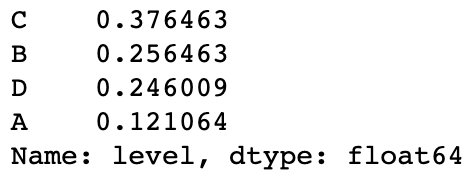 C    0.376463
B    0.256463
D    0.246009
A    0.121064
Name: level, dtype: float64